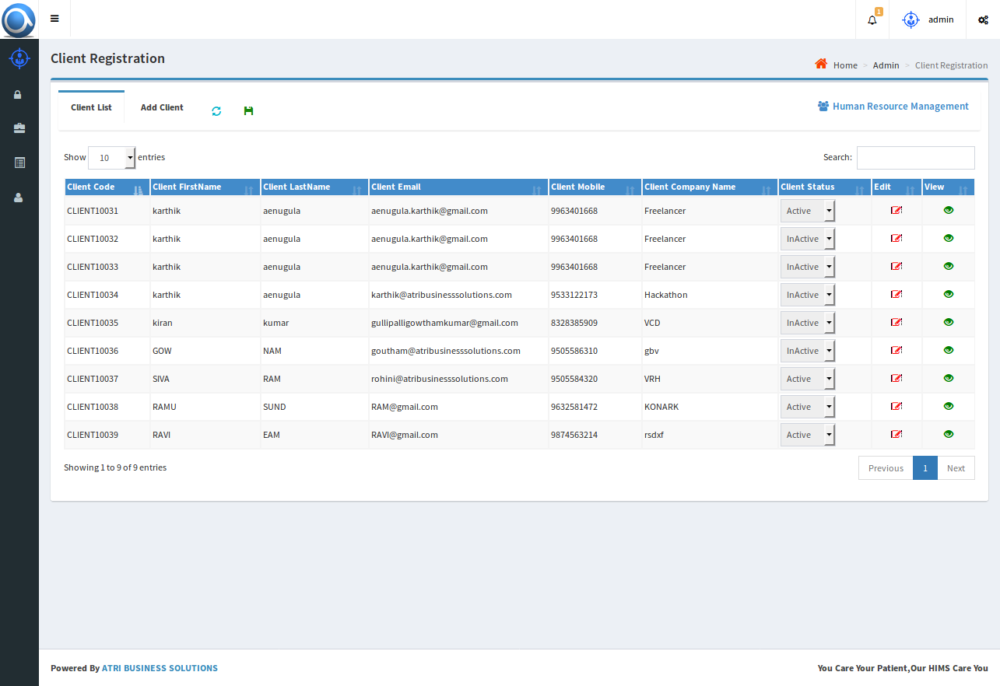 1
admin
Client Registration
Home > Admin > Client Registration
Client List Add Client Human Resource Management
Show 10 entries Search:
Client Code Client FirstName Client LastName Client Email Client Mobile Client Company Name Client Status Edit View
CLIENT10031 karthik aenugula aenugula.karthik@gmail.com 9963401668 Freelancer Active
CLIENT10032 karthik aenugula aenugula.karthik@gmail.com 9963401668 Freelancer InActive
CLIENT10033 karthik aenugula aenugula.karthik@gmail.com 9963401668 Freelancer InActive
CLIENT10034 karthik aenugula karthik@atribusinesssolutions.com 9533122173 Hackathon InActive
CLIENT10035 kiran kumar gullipalligowthamkumar@gmail.com 8328385909 VCD InActive
CLIENT10036 GOW NAM goutham@atribusinesssolutions.com 9505586310 gbv InActive
CLIENT10037 SIVA RAM rohini@atribusinesssolutions.com 9505584320 VRH Active
CLIENT10038 RAMU SUND RAM@gmail.com 9632581472 KONARK Active
CLIENT10039 RAVI EAM RAVI@gmail.com 9874563214 rsdxf Active
Showing 1 to 9 of 9 entries Previous 1 Next
Powered By ATRI BUSINESS SOLUTIONS You Care Your Patient,Our HIMS Care You